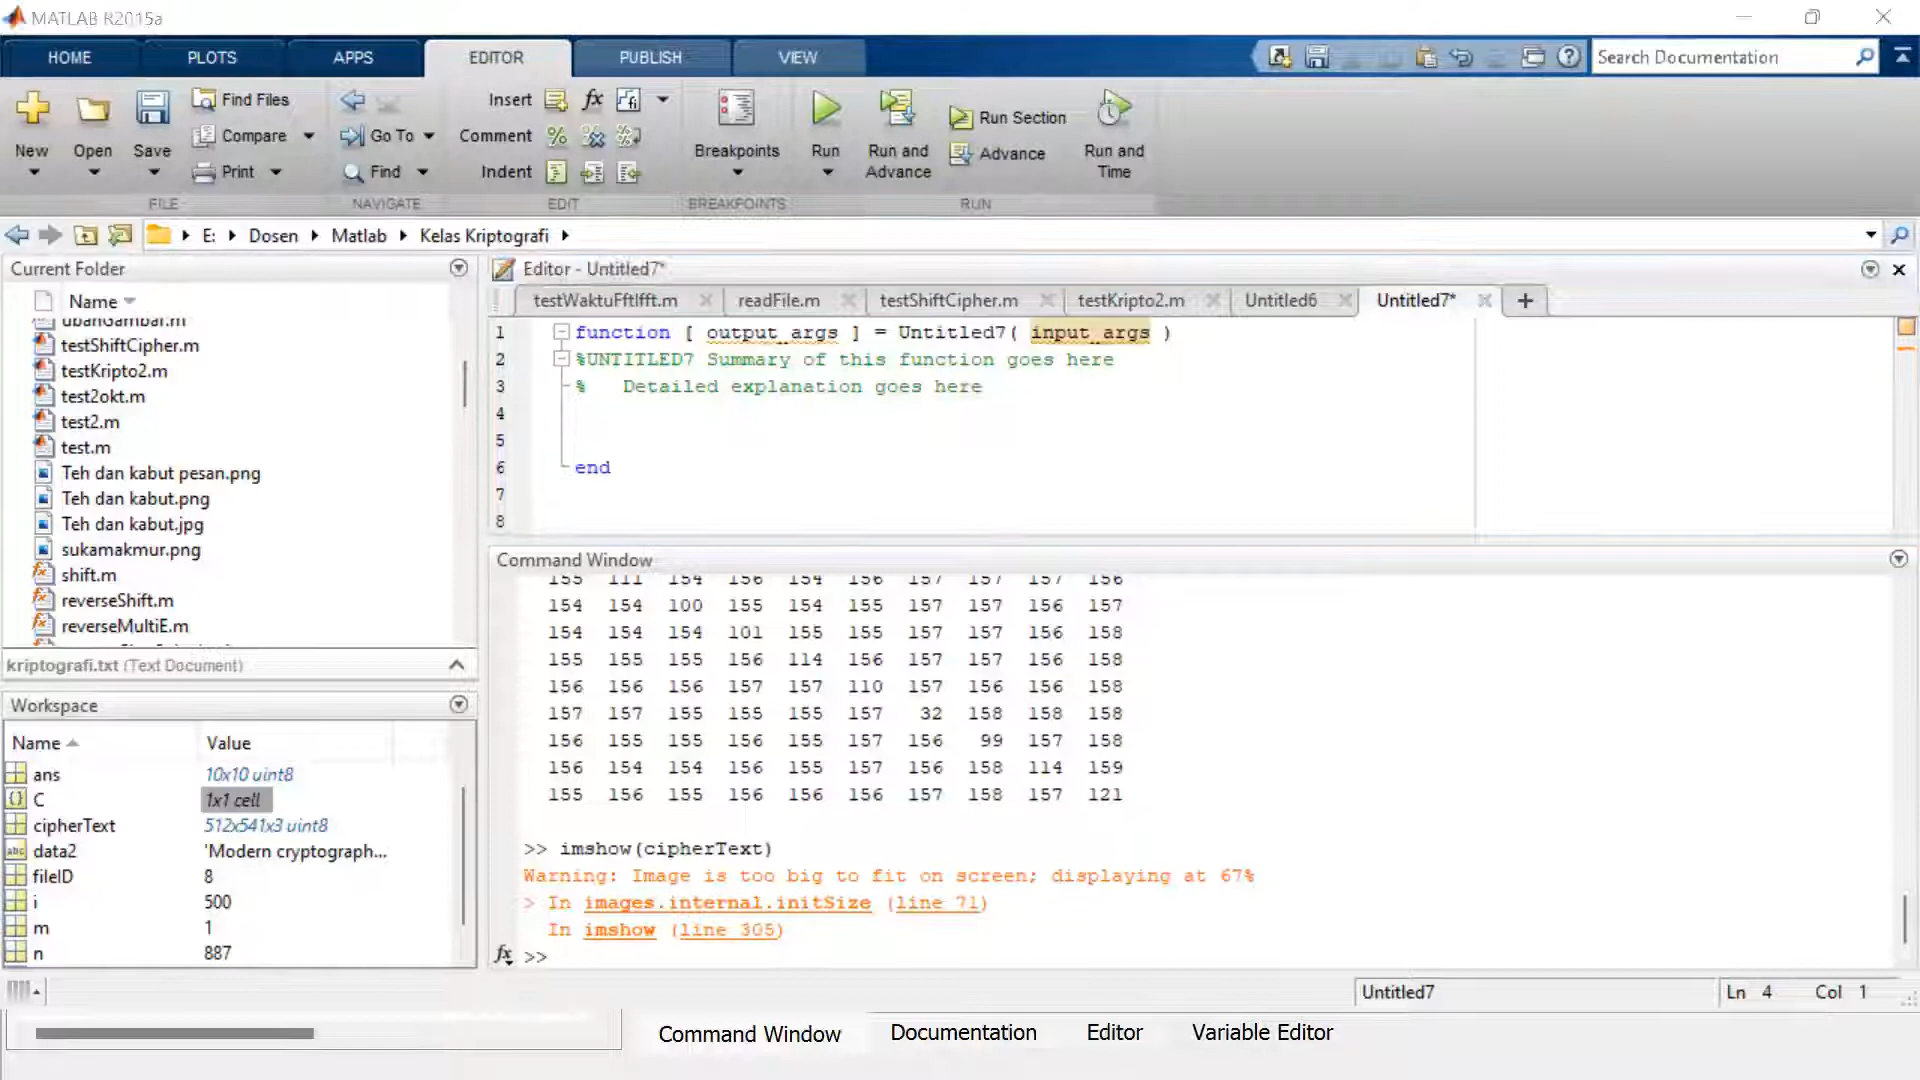 MATLAB R2015a
HOME PLOTS APPS EDITOR PUBLISH VIEW Search Documentation
New Open Save Find Files Compare Print
Go To Find
Insert Comment Indent
Breakpoints Run Run and Advance Run Section Advance Run and Time
FILE NAVIGATE EDIT BREAKPOINTS RUN
E: Dosen Matlab Kelas Kriptografi
Current Folder
Name
ubahGambar.m
testShiftCipher.m
testKripto2.m
test2okt.m
test2.m
test.m
Teh dan kabut pesan.png
Teh dan kabut.png
Teh dan kabut.jpg
sukamakmur.png
shift.m
reverseShift.m
reverseMultiE.m
kriptografi.txt (Text Document)
Workspace
Name Value
ans 10x10 uint8
C 1x1 cell
cipherText 512x541x3 uint8
data2 'Modern cryptograph...
fileID 8
i 500
m 1
n 887
Editor - Untitled7*
testWaktuFftIfft.m readFile.m testShiftCipher.m testKripto2.m Untitled6 Untitled7* +
1 function [ output_args ] = Untitled7( input_args )
2 %UNTITLED7 Summary of this function goes here
3 % Detailed explanation goes here
4
5
6 end
7
8
Command Window
155 111 154 156 154 156 157 157 157 156
154 154 100 155 154 155 157 157 156 157
154 154 154 101 155 155 157 157 156 158
155 155 155 156 114 156 157 157 156 158
156 156 156 157 157 110 157 156 156 158
157 157 155 155 155 157 32 158 158 158
156 155 155 156 155 157 156 99 157 158
156 154 154 156 155 157 156 158 114 159
155 156 155 156 156 156 157 158 157 121
>> imshow(cipherText)
Warning: Image is too big to fit on screen; displaying at 67%
> In images.internal.initSize (line 71)
In imshow (line 305)
fx >>
Untitled7 Ln 4 Col 1
Command Window Documentation Editor Variable Editor